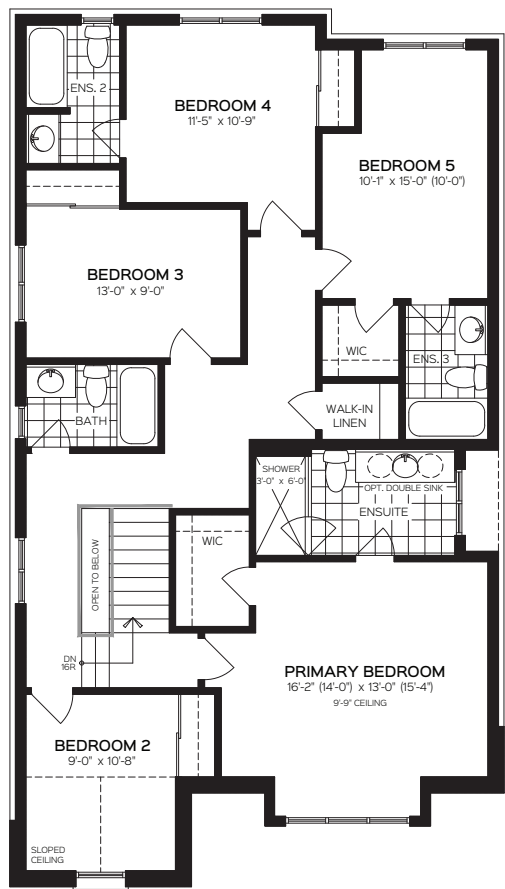 ENS. 2
BEDROOM 4
11'-5" x 10'-9"
BEDROOM 5
10'-1" x 15'-0" (10'-0")
BEDROOM 3
13'-0" x 9'-0"
WIC
ENS. 3
BATH
WALK-IN
LINEN
SHOWER
3'-0" x 6'-0"
OPT. DOUBLE SINK
ENSUITE
WIC
OPEN TO BELOW
DN
16R
PRIMARY BEDROOM
16'-2" (14'-0") x 13'-0" (15'-4")
9'-9" CEILING
BEDROOM 2
9'-0" x 10'-8"
SLOPED
CEILING